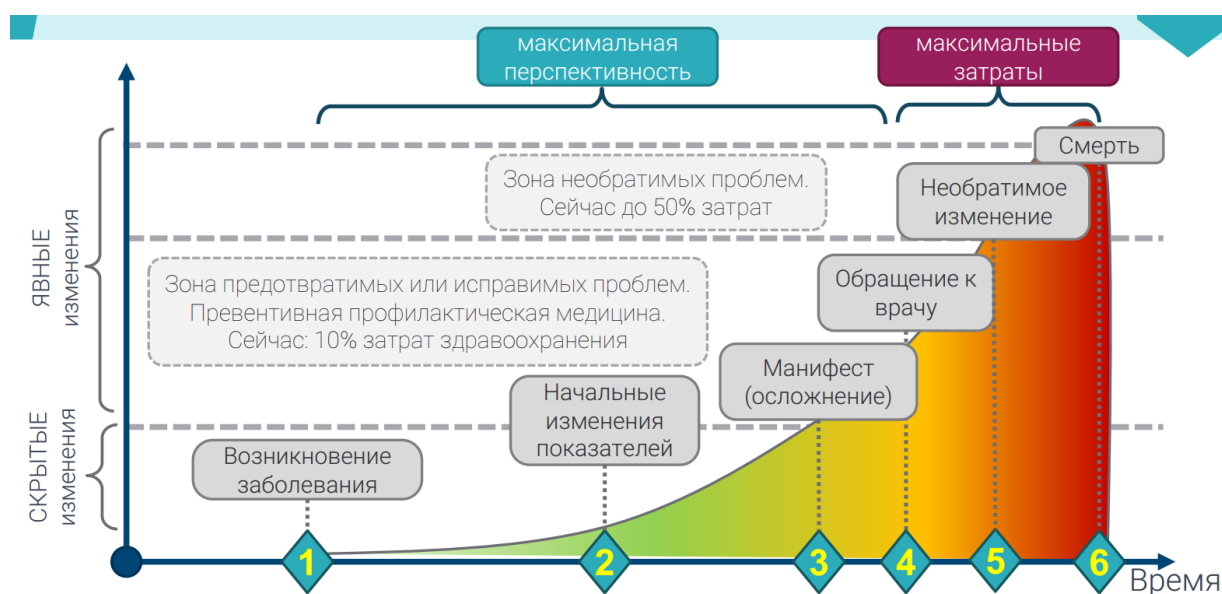 максимальная
перспективность
максимальные
затраты
Смерть
Зона необратимых проблем.
Сейчас до 50% затрат
Необратимое
изменение
ЯВНЫЕ
изменения
Зона предотвратимых или исправимых проблем.
Превентивная профилактическая медицина.
Сейчас: 10% затрат здравоохранения
Обращение к
врачу
Манифест
(осложнение)
Начальные
изменения
показателей
СКРЫТЫЕ
изменения
Возникновение
заболевания
1
2
3
4
5
6
Время